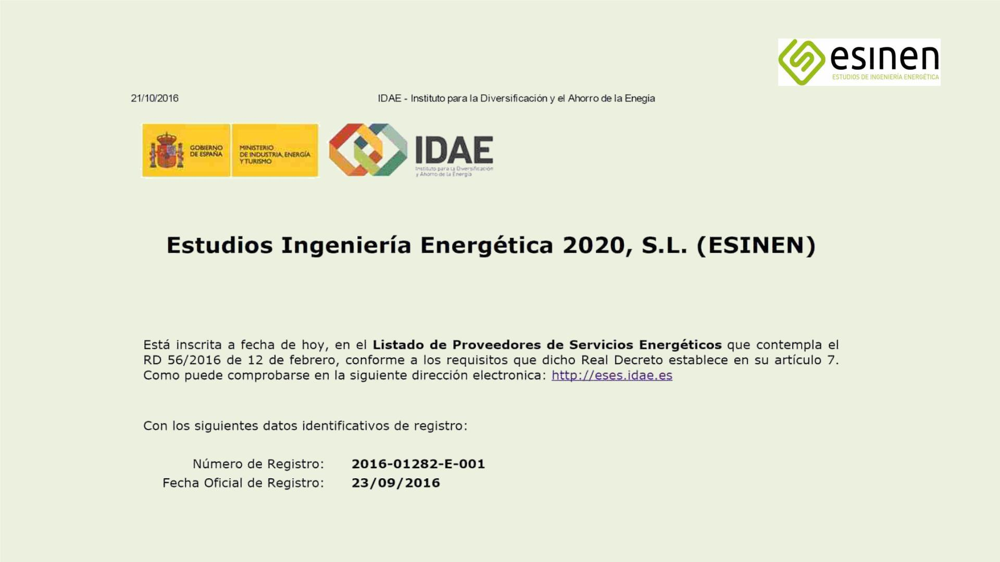 esinen
ESTUDIOS DE INGENIERÍA ENERGÉTICA
21/10/2016
IDAE - Instituto para la Diversificación y el Ahorro de la Enegía
GOBIERNO
DE ESPAÑA
MINISTERIO
DE INDUSTRIA, ENERGÍA
Y TURISMO
IDAE
Instituto para la Diversificación
y Ahorro de la Energía
Estudios Ingeniería Energética 2020, S.L. (ESINEN)
Está inscrita a fecha de hoy, en el Listado de Proveedores de Servicios Energéticos que contempla el
RD 56/2016 de 12 de febrero, conforme a los requisitos que dicho Real Decreto establece en su artículo 7.
Como puede comprobarse en la siguiente dirección electronica: http://eses.idae.es
Con los siguientes datos identificativos de registro:
Número de Registro: 2016-01282-E-001
Fecha Oficial de Registro: 23/09/2016